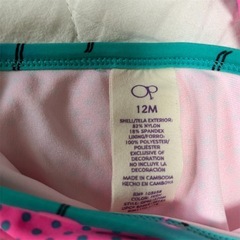 OP
12M
SHELL/TELA EXTERIOR:
82% NYLON
18% SPANDEX
LINING/FORRO:
100% POLYESTER/
POLIESTER
EXCLUSIVE OF
DECORATION
NO INCLUYE LA
DECORACION
MADE IN CAMBODIA
HECHO EN CAMBOYA